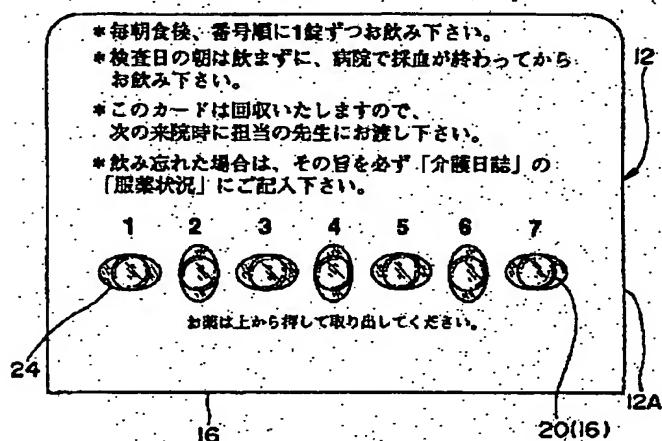 *毎朝食後、番号順に1錠ずつお飲み下さい。
*検査日の朝は飲まずに、病院で採血が終わってから
お飲み下さい。
*このカードは回収いたしますので、
次の来院時に担当の先生にお渡し下さい。
*飲み忘れた場合は、その旨を必ず「介護日誌」の
「服薬状況」にご記入下さい。
1 2 3 4 5 6 7
お薬は上から押して取り出してください。
12
24
12A
16
20(16)